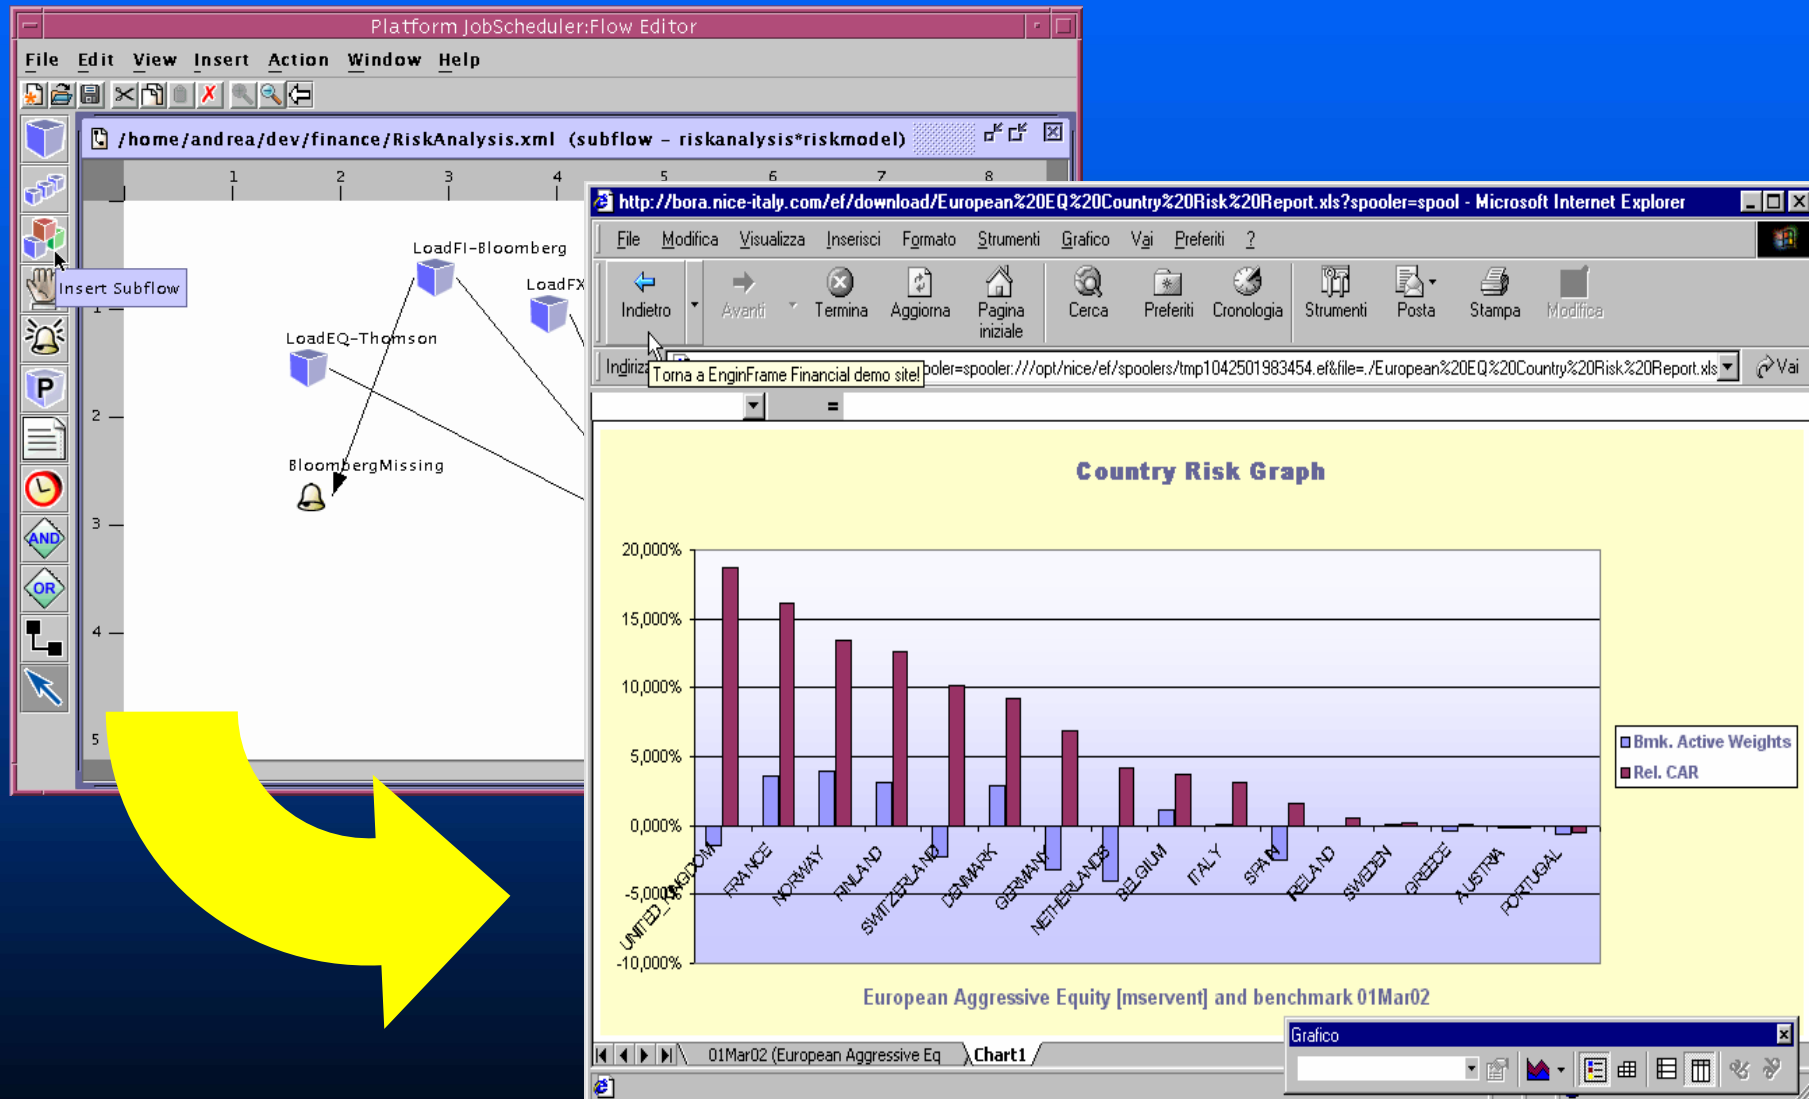 Platform JobScheduler:Flow Editor
File Edit View Insert Action Window Help
/home/andrea/dev/finance/RiskAnalysis.xml (subflow - riskanalysis*riskmodel)
1 2 3 4 5 6 7 8
LoadFI-Bloomberg
LoadFX
Insert Subflow
1
LoadEQ-Thomson
P
2
BloombergMissing
3
AND
OR
4
5
http://bora.nice-italy.com/ef/download/European%20EQ%20Country%20Risk%20Report.xls?spooler=spool - Microsoft Internet Explorer
File Modifica Visualizza Inserisci Formato Strumenti Grafico Vai Preferiti ?
Indietro Avanti Termina Aggiorna Pagina iniziale Cerca Preferiti Cronologia Strumenti Posta Stampa Modifica
Torna a EnginFrame Financial demo site!
pooler=spooler:///opt/nice/ef/spoolers/tmp1042501983454.ef&file=./European%20EQ%20Country%20Risk%20Report.xls Vai
=
Country Risk Graph
20,000%
15,000%
10,000%
5,000%
0,000%
-5,000%
-10,000%
UNITED_KINGDOM
FRANCE
NORWAY
FINLAND
SWITZERLAND
DENMARK
GERMANY
NETHERLANDS
BELGIUM
ITALY
SPAIN
IRELAND
SWEDEN
GREECE
AUSTRIA
PORTUGAL
Bmk. Active Weights
Rel. CAR
European Aggressive Equity [mservent] and benchmark 01Mar02
01Mar02 (European Aggressive Eq Chart1
Grafico